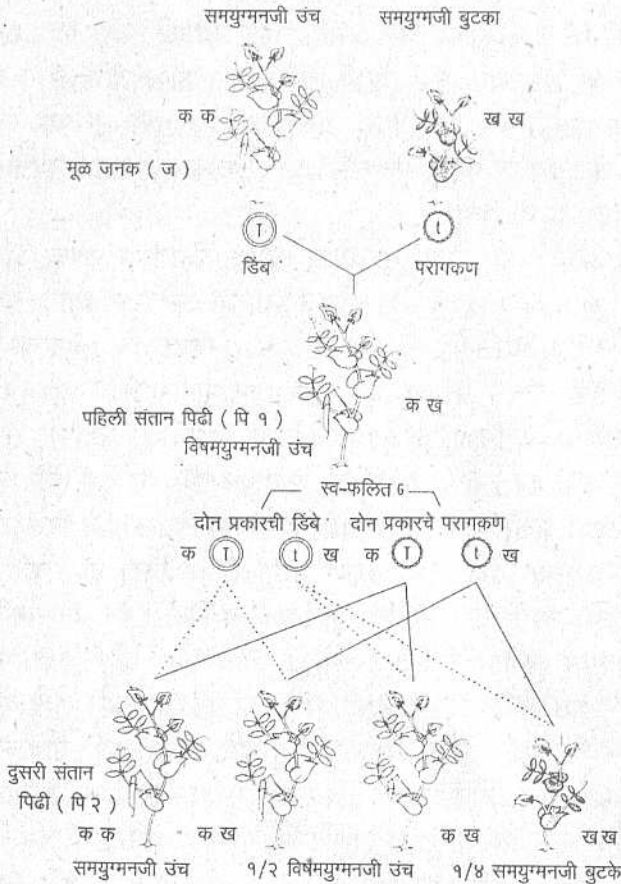 समयुग्मनजी उंच समयुग्मजी बुटका
क क ख ख
मूळ जनक ( ज )
T t
डिंब परागकण
क ख
पहिली संतान पिढी ( पि १ )
विषमयुग्मनजी उंच
स्व-फलित G
दोन प्रकारची डिंबे दोन प्रकारचे परागकण
क T t ख क T t ख
दुसरी संतान
पिढी ( पि २ )
क क क ख क ख ख ख
समयुग्मनजी उंच १/२ विषमयुग्मनजी उंच १/४ समयुग्मनजी बुटके